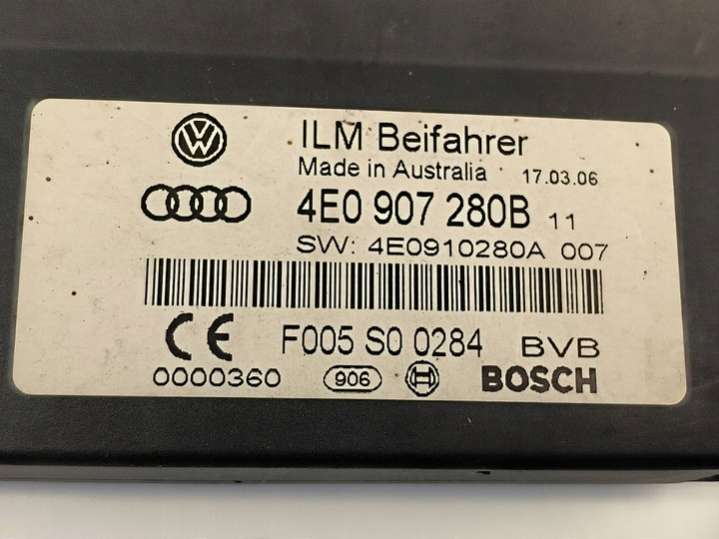 ILM Beifahrer
Made in Australia 17.03.06
4E0 907 280B 11
SW: 4E0910280A 007
CE F005 S0 0284 BVB
0000360 906 BOSCH